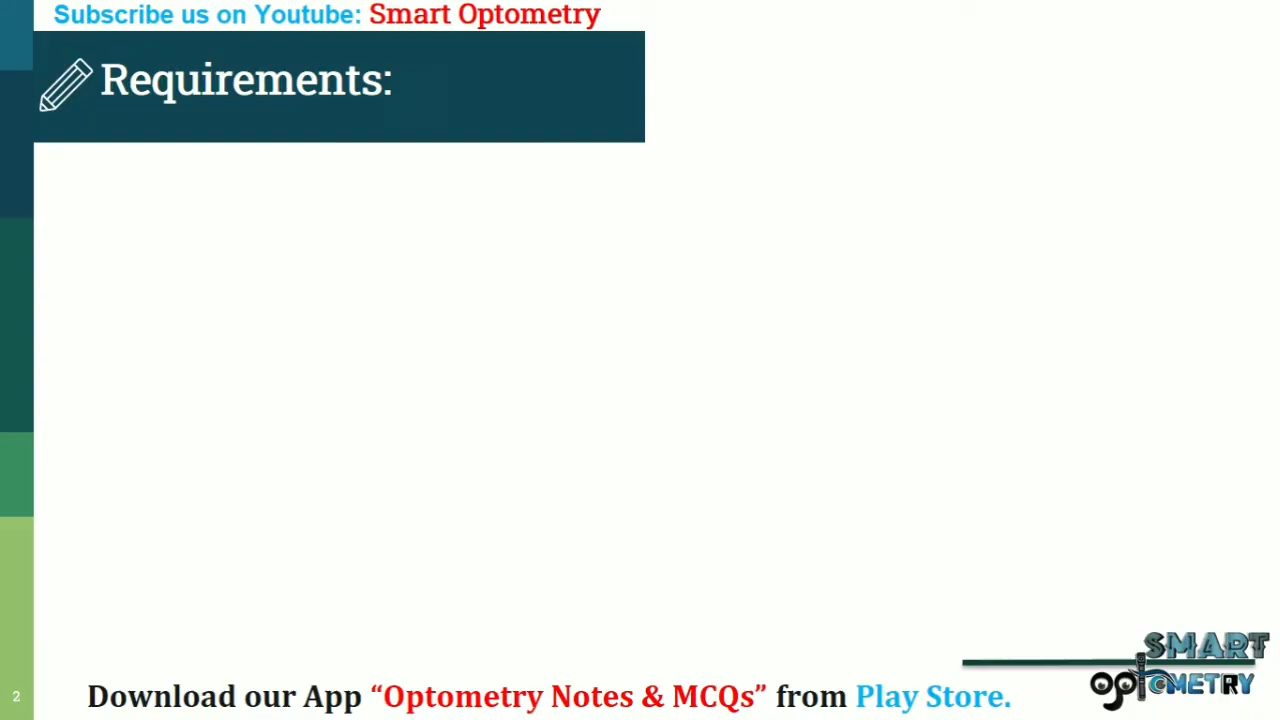 Subscribe us on Youtube: Smart Optometry
Requirements:
SMART
OPTOMETRY
2
Download our App “Optometry Notes & MCQs” from Play Store.